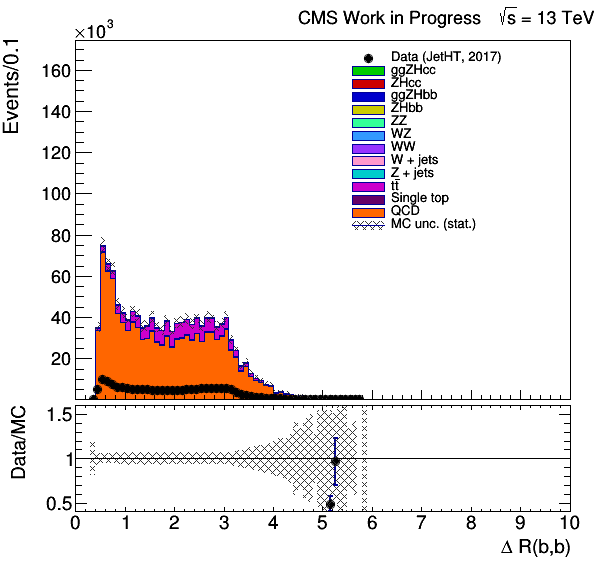 CMS Work in Progress √s = 13 TeV
×10³
Events/0.1
160
140
120
100
80
60
40
20
Data (JetHT, 2017)
ggZHcc
ZHcc
ggZHbb
ZHbb
ZZ
WZ
WW
W + jets
Z + jets
tt̄
Single top
QCD
MC unc. (stat.)
Data/MC
1.5
1
0.5
0 1 2 3 4 5 6 7 8 9 10
Δ R(b,b)